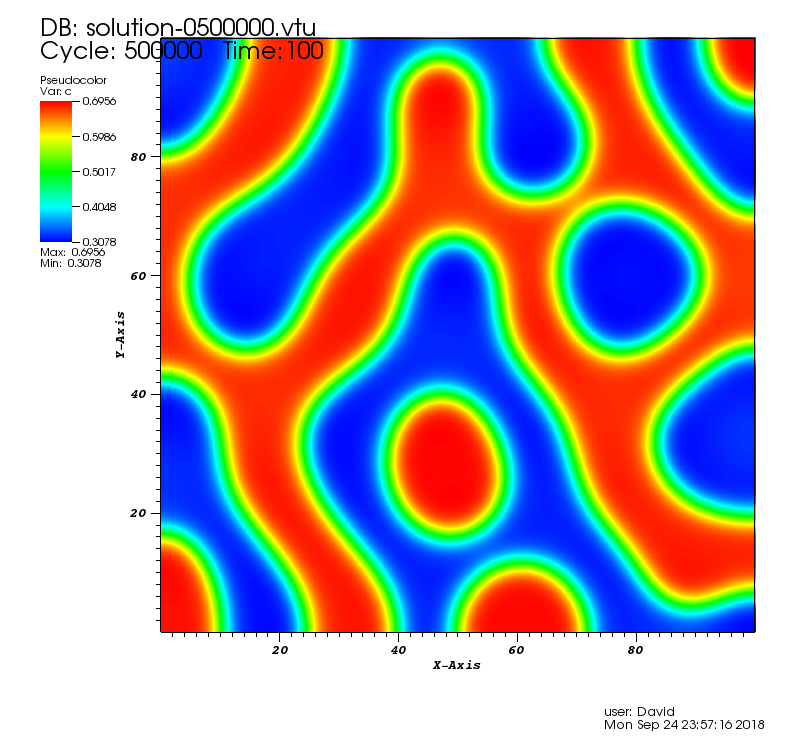 DB: solution-0500000.vtu
Cycle: 500000 Time:100
Pseudocolor
Var: c
0.6956
0.5986
0.5017
0.4048
0.3078
Max: 0.6956
Min: 0.3078
80
60
40
20
Y-Axis
20 40 60 80
X-Axis
user: David
Mon Sep 24 23:57:16 2018